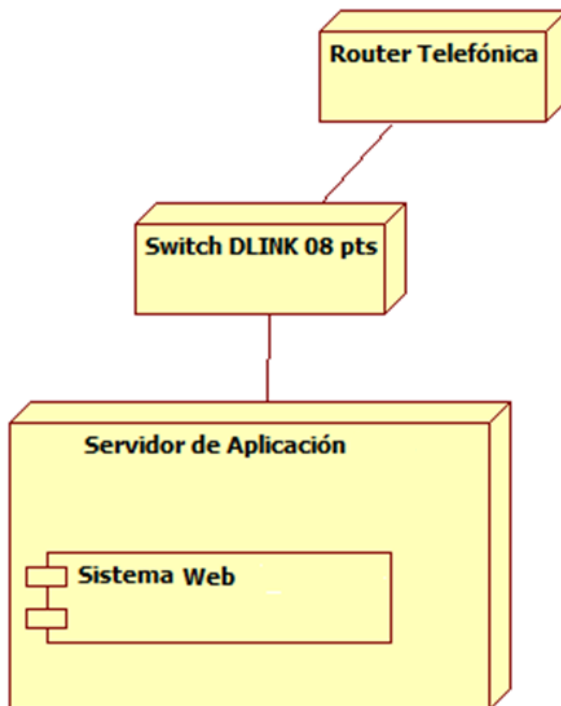 Router Telefónica
Switch DLINK 08 pts
Servidor de Aplicación
Sistema Web